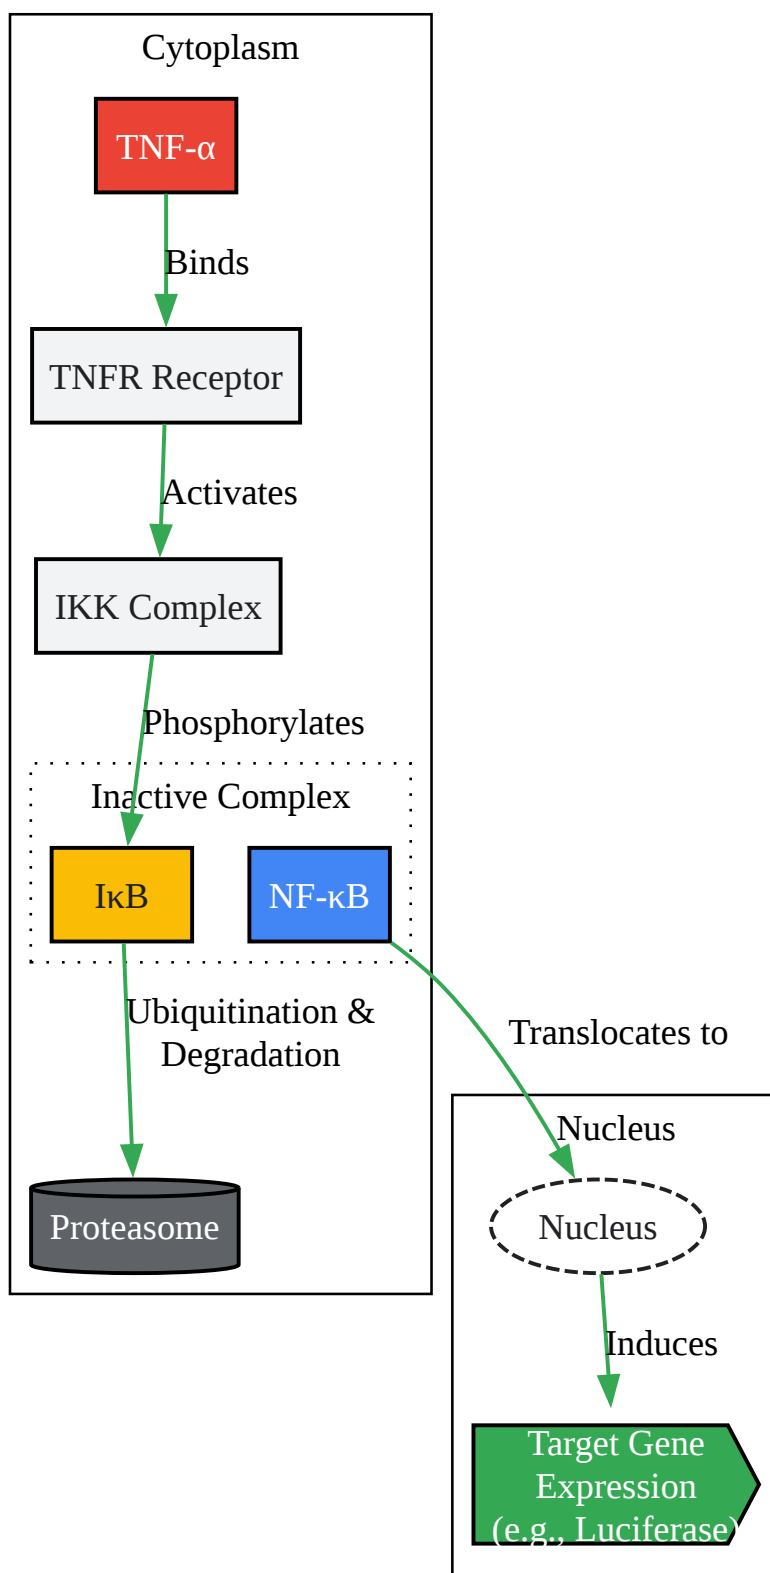 Cytoplasm
TNF-α
Binds
TNFR Receptor
Activates
IKK Complex
Phosphorylates
Inactive Complex
IκB
NF-κB
Ubiquitination &
Degradation
Translocates to
Proteasome
Nucleus
Nucleus
Induces
Target Gene
Expression
(e.g., Luciferase)